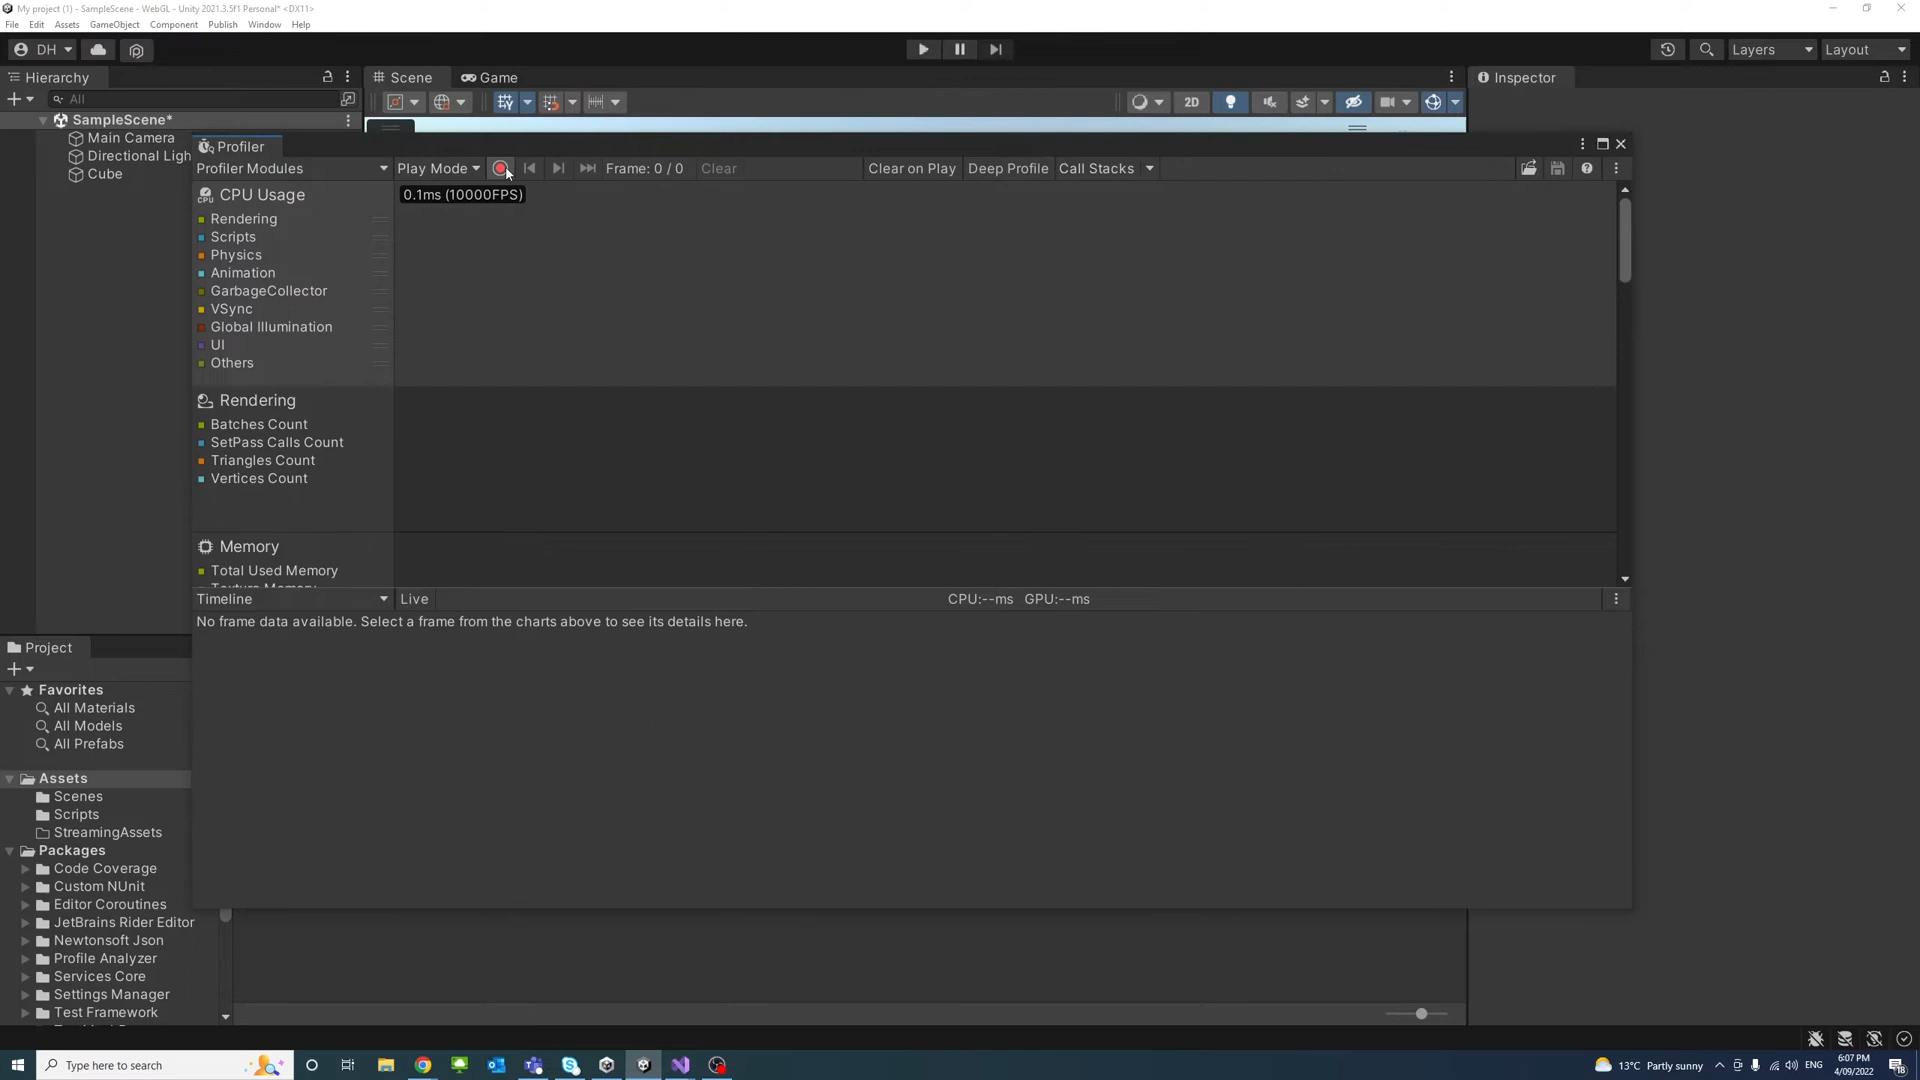 My project (1) - SampleScene - WebGL - Unity 2021.3.5f1 Personal* <DX11>
File Edit Assets GameObject Component Publish Window Help
DH Layers Layout
Hierarchy Scene Game Inspector
All 2D
SampleScene*
Main Camera
Directional Ligh
Cube
Profiler
Profiler Modules Play Mode Frame: 0 / 0 Clear Clear on Play Deep Profile Call Stacks
CPU
CPU Usage 0.1ms (10000FPS)
Rendering
Scripts
Physics
Animation
GarbageCollector
VSync
Global Illumination
UI
Others
Rendering
Batches Count
SetPass Calls Count
Triangles Count
Vertices Count
Memory
Total Used Memory
Timeline Live CPU:--ms GPU:--ms
No frame data available. Select a frame from the charts above to see its details here.
Project
Favorites
All Materials
All Models
All Prefabs
Assets
Scenes
Scripts
StreamingAssets
Packages
Code Coverage
Custom NUnit
Editor Coroutines
JetBrains Rider Editor
Newtonsoft Json
Profile Analyzer
Services Core
Settings Manager
Test Framework
Type here to search
13°C Partly sunny ENG
6:07 PM
4/09/2022
18